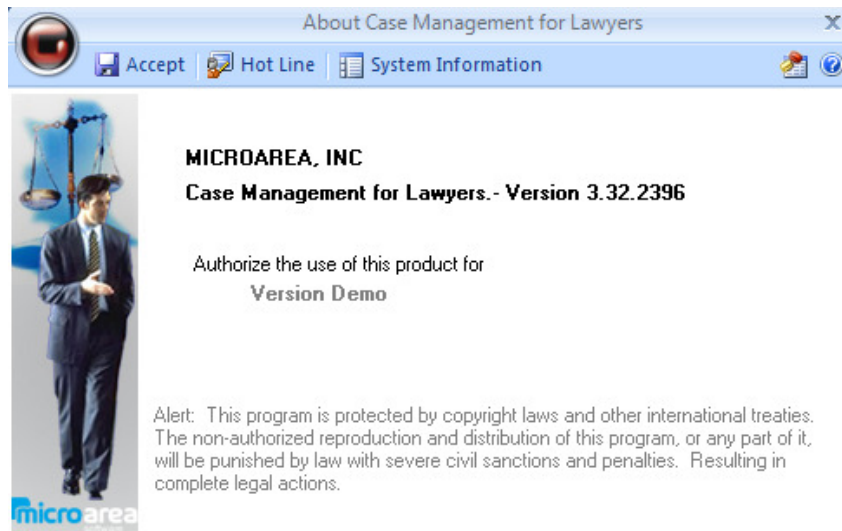 About Case Management for Lawyers
Accept Hot Line System Information
MICROAREA, INC
Case Management for Lawyers.- Version 3.32.2396
Authorize the use of this product for
Version Demo
Alert: This program is protected by copyright laws and other international treaties.
The non-authorized reproduction and distribution of this program, or any part of it,
will be punished by law with severe civil sanctions and penalties. Resulting in
complete legal actions.
microarea